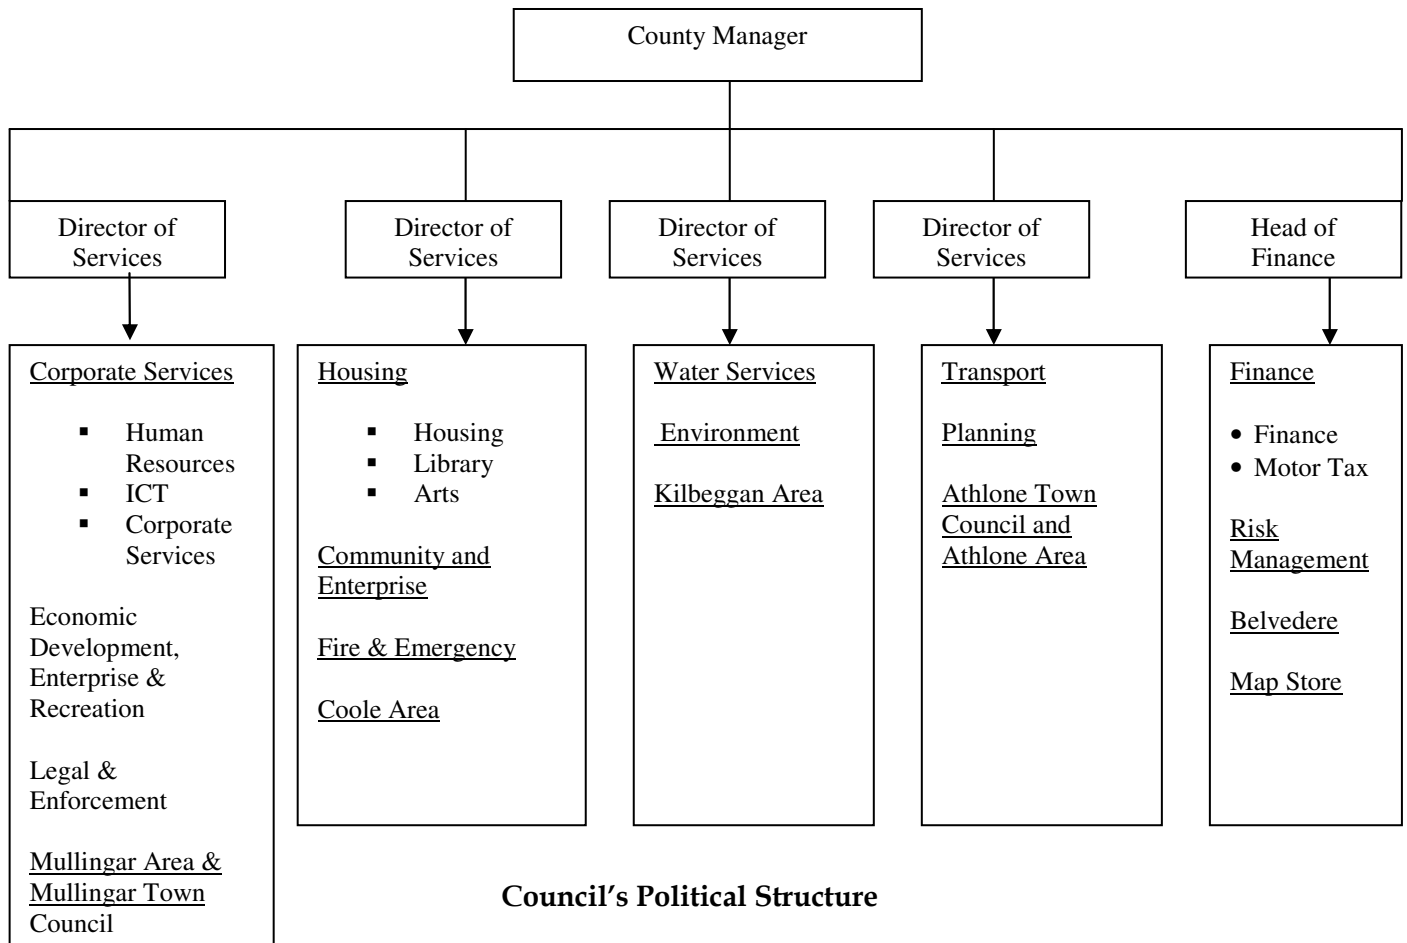 County Manager
Director of
Services
Director of
Services
Director of
Services
Director of
Services
Head of
Finance
Corporate Services
▪ Human
Resources
▪ ICT
▪ Corporate
Services
Economic
Development,
Enterprise &
Recreation
Legal &
Enforcement
Mullingar Area &
Mullingar Town
Council
Housing
▪ Housing
▪ Library
▪ Arts
Community and
Enterprise
Fire & Emergency
Coole Area
Water Services
Environment
Kilbeggan Area
Transport
Planning
Athlone Town
Council and
Athlone Area
Finance
• Finance
• Motor Tax
Risk
Management
Belvedere
Map Store
Council’s Political Structure